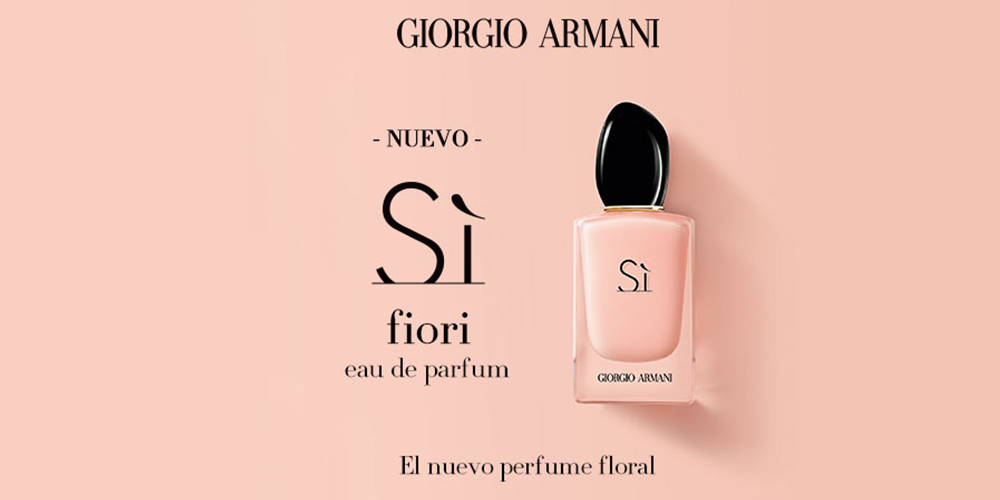 GIORGIO ARMANI
- NUEVO -
Sì
fiori
eau de parfum
Sì
GIORGIO ARMANI
El nuevo perfume floral